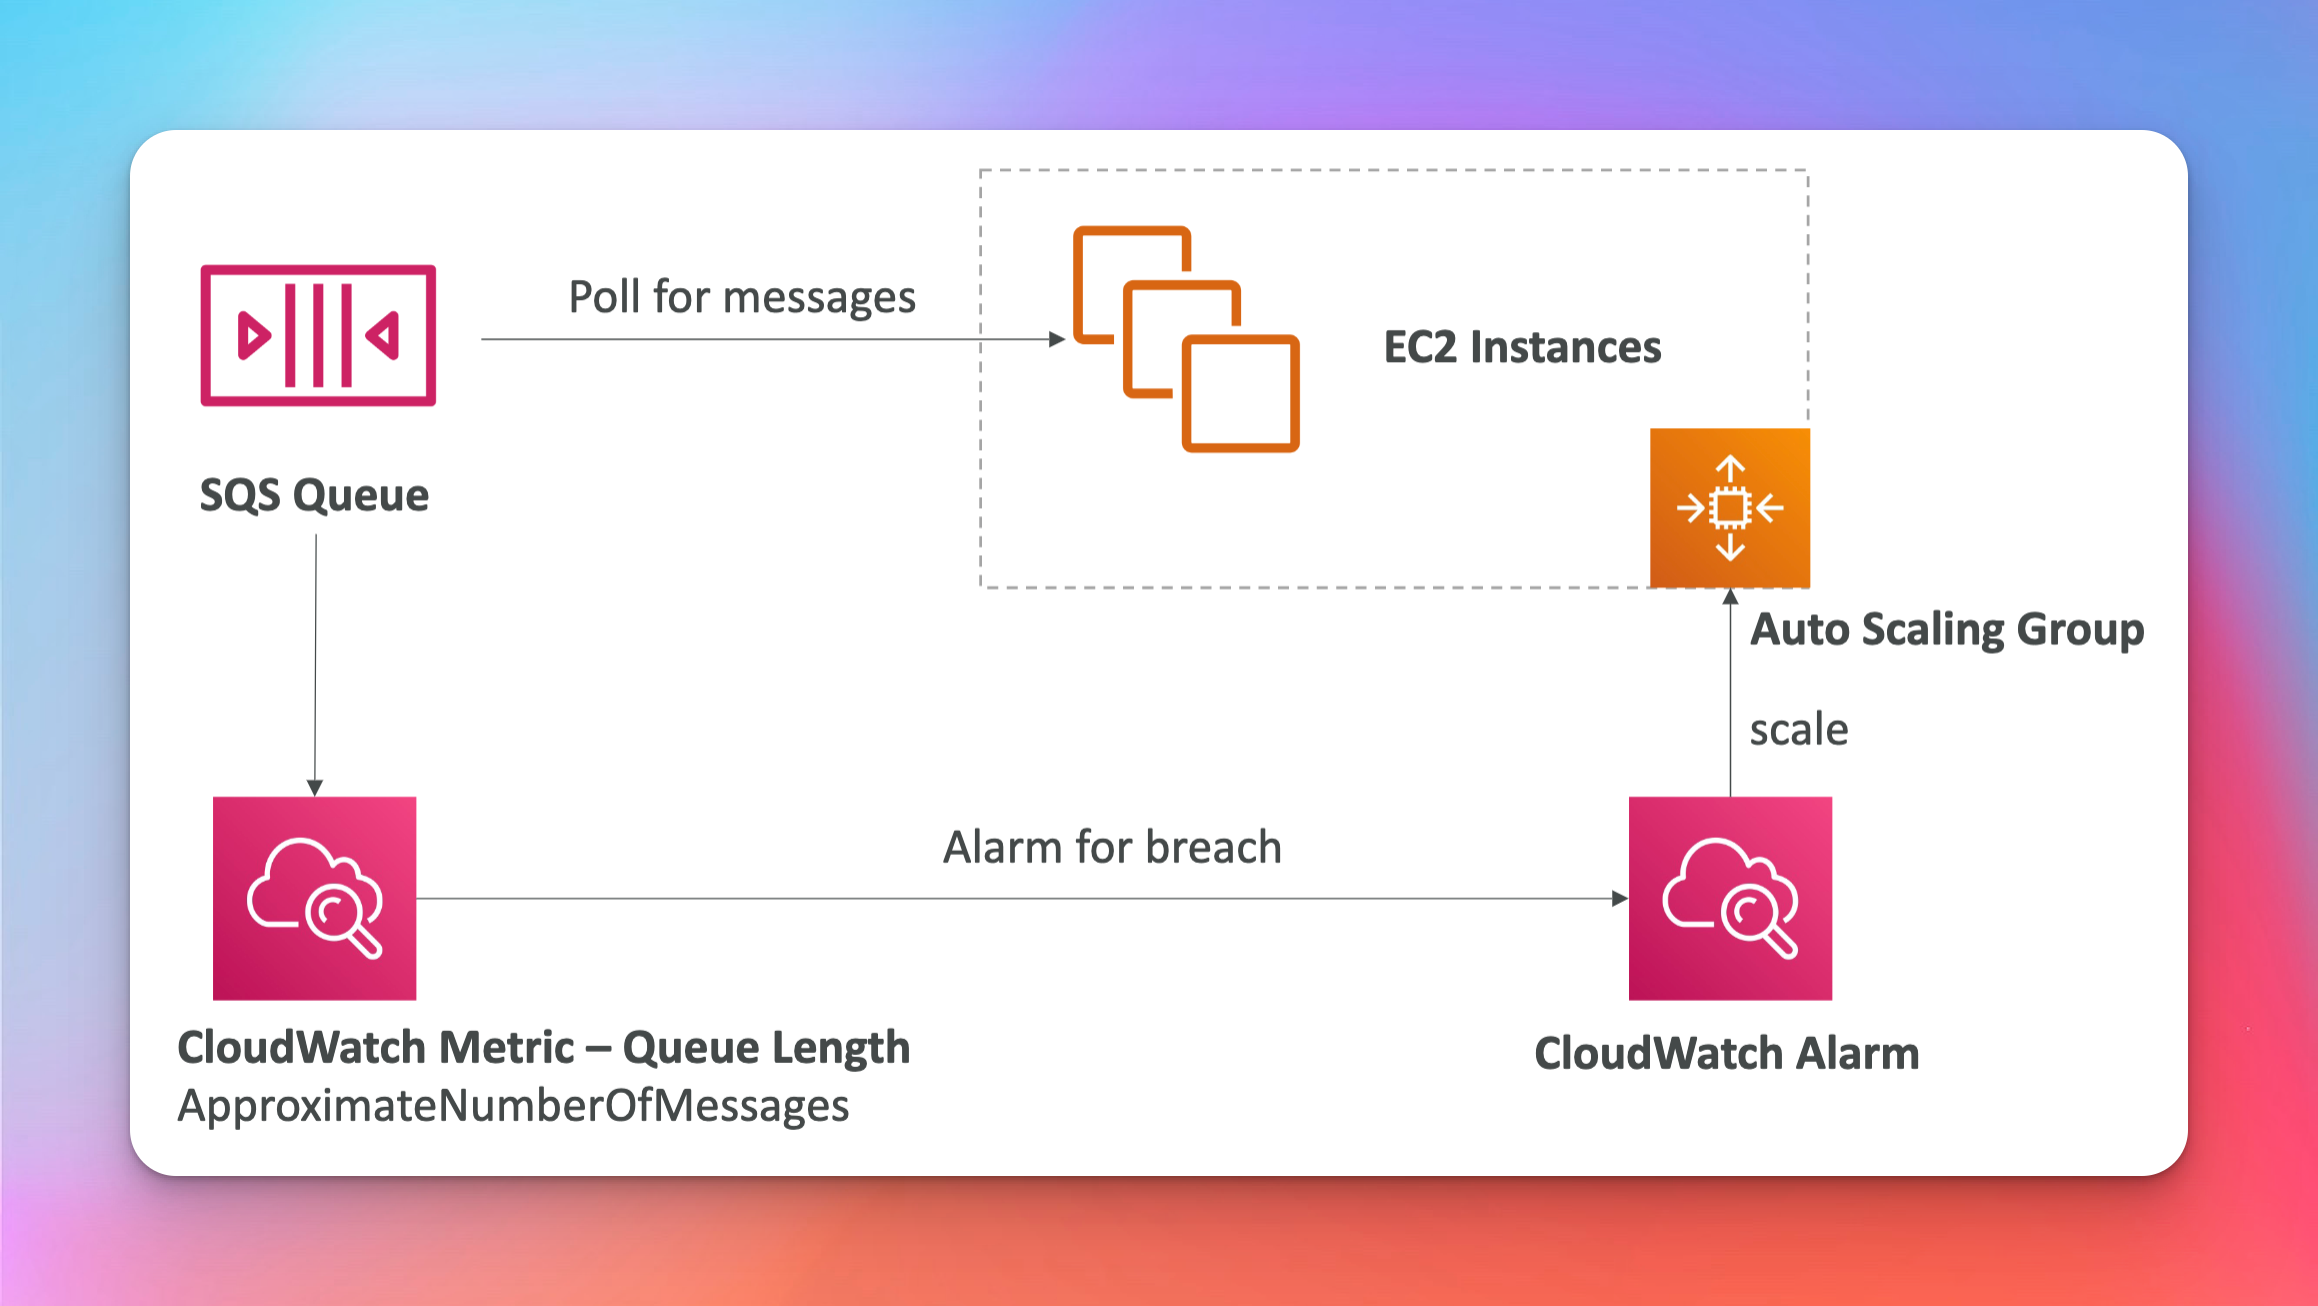 Poll for messages
EC2 Instances
SQS Queue
Auto Scaling Group
scale
Alarm for breach
CloudWatch Metric – Queue Length
ApproximateNumberOfMessages
CloudWatch Alarm